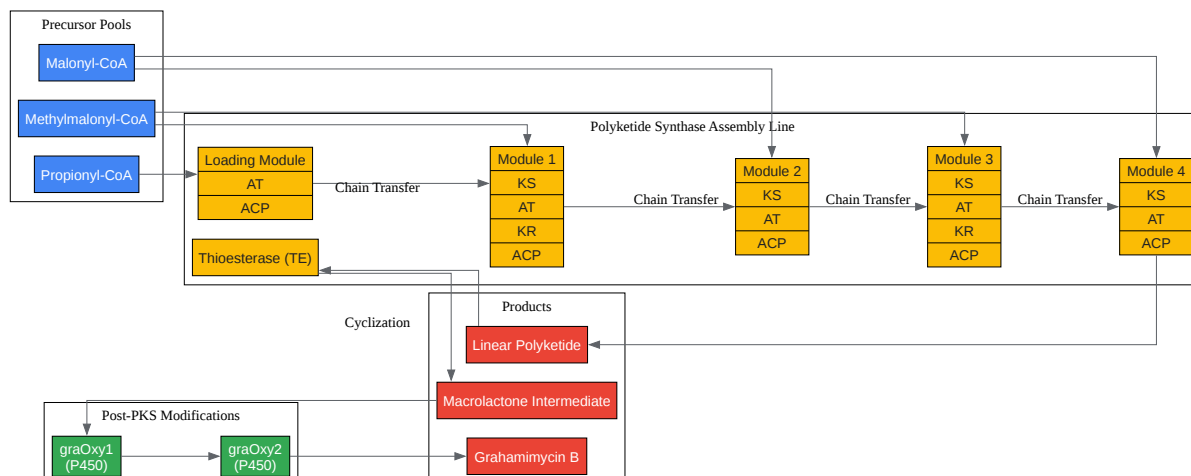 Precursor Pools
Malonyl-CoA
Methylmalonyl-CoA
Propionyl-CoA
Polyketide Synthase Assembly Line
Loading Module
AT
ACP
Chain Transfer
Module 1
KS
AT
KR
ACP
Chain Transfer
Module 2
KS
AT
ACP
Chain Transfer
Module 3
KS
AT
KR
ACP
Chain Transfer
Module 4
KS
AT
ACP
Thioesterase (TE)
Cyclization
Products
Linear Polyketide
Macrolactone Intermediate
Grahamimycin B
Post-PKS Modifications
graOxy1
(P450)
graOxy2
(P450)